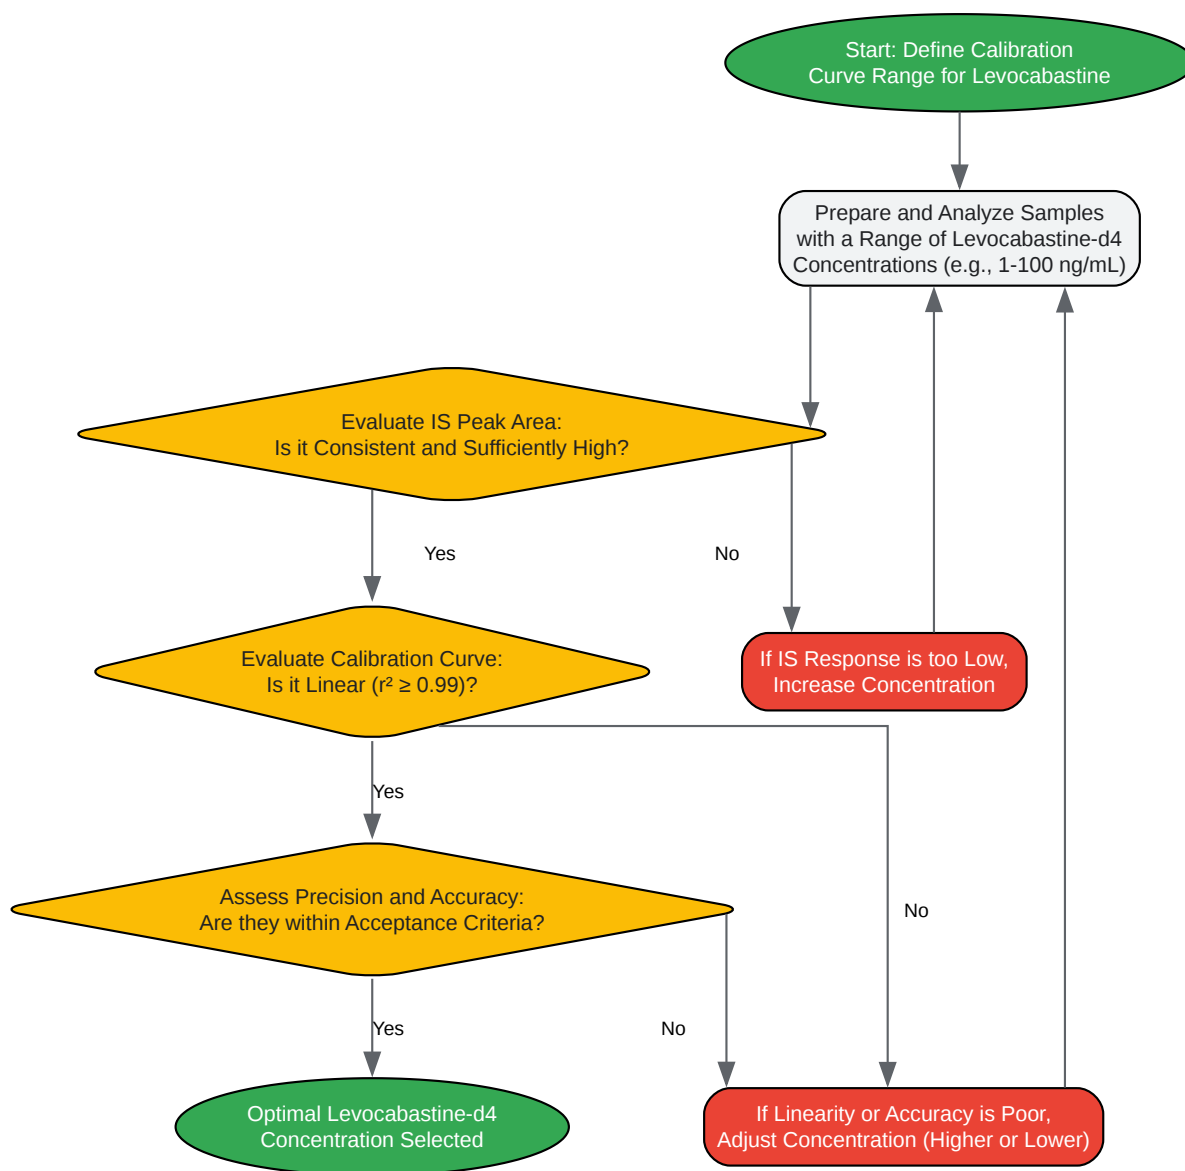 Start: Define Calibration
Curve Range for Levocabastine
Prepare and Analyze Samples
with a Range of Levocabastine-d4
Concentrations (e.g., 1-100 ng/mL)
Evaluate IS Peak Area:
Is it Consistent and Sufficiently High?
Yes
No
Evaluate Calibration Curve:
Is it Linear (r² ≥ 0.99)?
If IS Response is too Low,
Increase Concentration
Yes
No
Assess Precision and Accuracy:
Are they within Acceptance Criteria?
Yes
No
Optimal Levocabastine-d4
Concentration Selected
If Linearity or Accuracy is Poor,
Adjust Concentration (Higher or Lower)